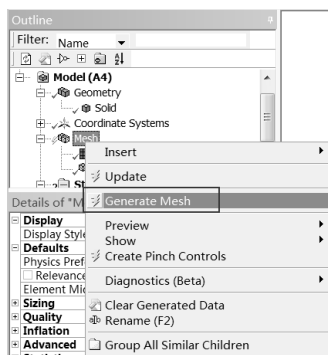 Outline
Filter: Name
Model (A4)
Geometry
Solid
Coordinate Systems
Mesh
Insert
Update
Generate Mesh
Preview
Show
Create Pinch Controls
Diagnostics (Beta)
Clear Generated Data
Rename (F2)
Group All Similar Children
Details of "M
Display
Display Style
Defaults
Physics Pref
Relevance
Element Mi
Sizing
Quality
Inflation
Advanced